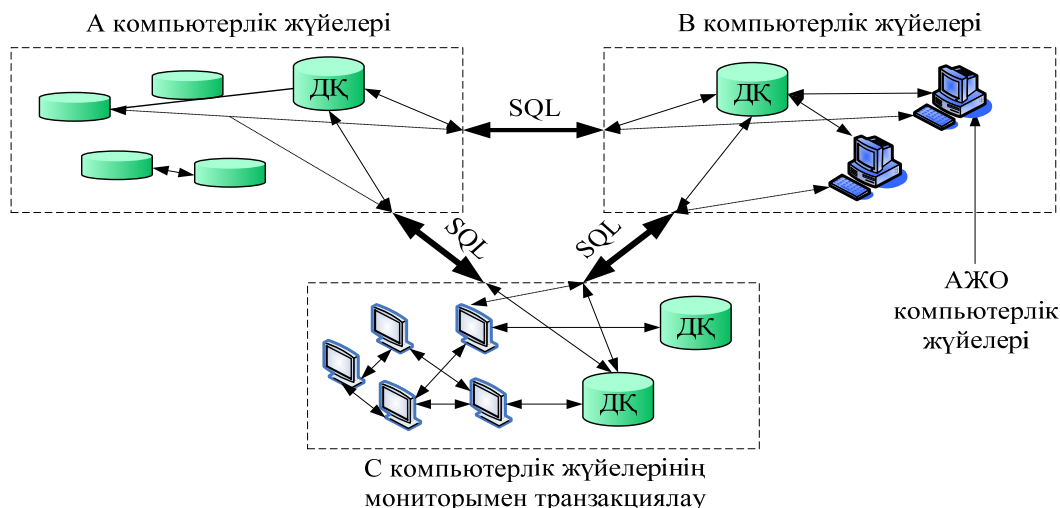 А компьютерлік жүйелері
В компьютерлік жүйелері
ДҚ
SQL
ДҚ
SQL
SQL
АЖО
компьютерлік
жүйелері
ДҚ
ДҚ
С компьютерлік жүйелерінің
мониторымен транзакциялау